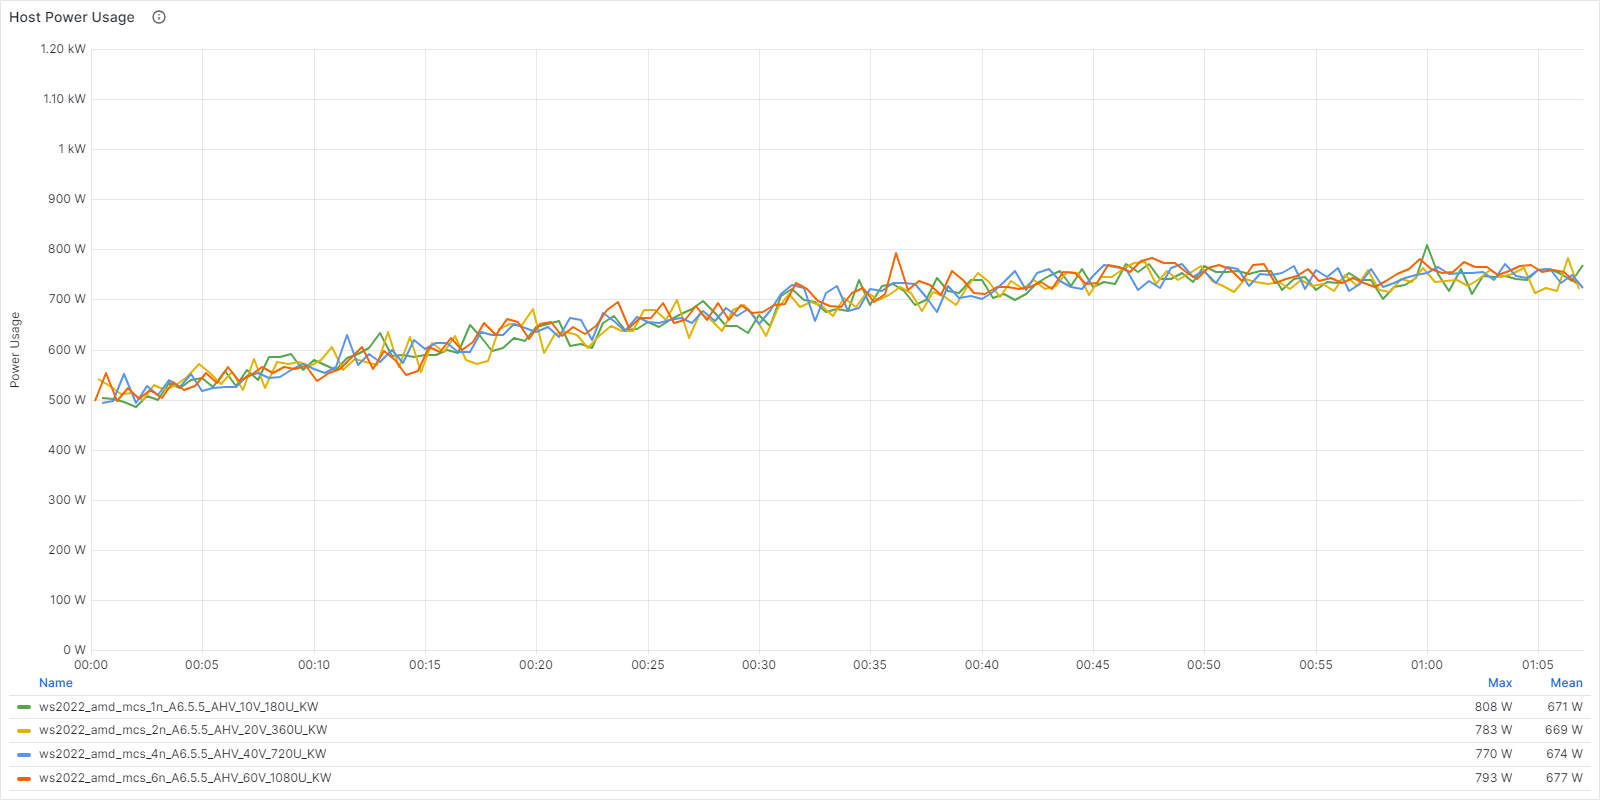 Host Power Usage
1.20 kW
1.10 kW
1 kW
900 W
800 W
700 W
600 W
500 W
400 W
300 W
200 W
100 W
0 W
Power Usage
00:00 00:05 00:10 00:15 00:20 00:25 00:30 00:35 00:40 00:45 00:50 00:55 01:00 01:05
Name Max Mean
ws2022_amd_mcs_1n_A6.5.5_AHV_10V_180U_KW 808 W 671 W
ws2022_amd_mcs_2n_A6.5.5_AHV_20V_360U_KW 783 W 669 W
ws2022_amd_mcs_4n_A6.5.5_AHV_40V_720U_KW 770 W 674 W
ws2022_amd_mcs_6n_A6.5.5_AHV_60V_1080U_KW 793 W 677 W